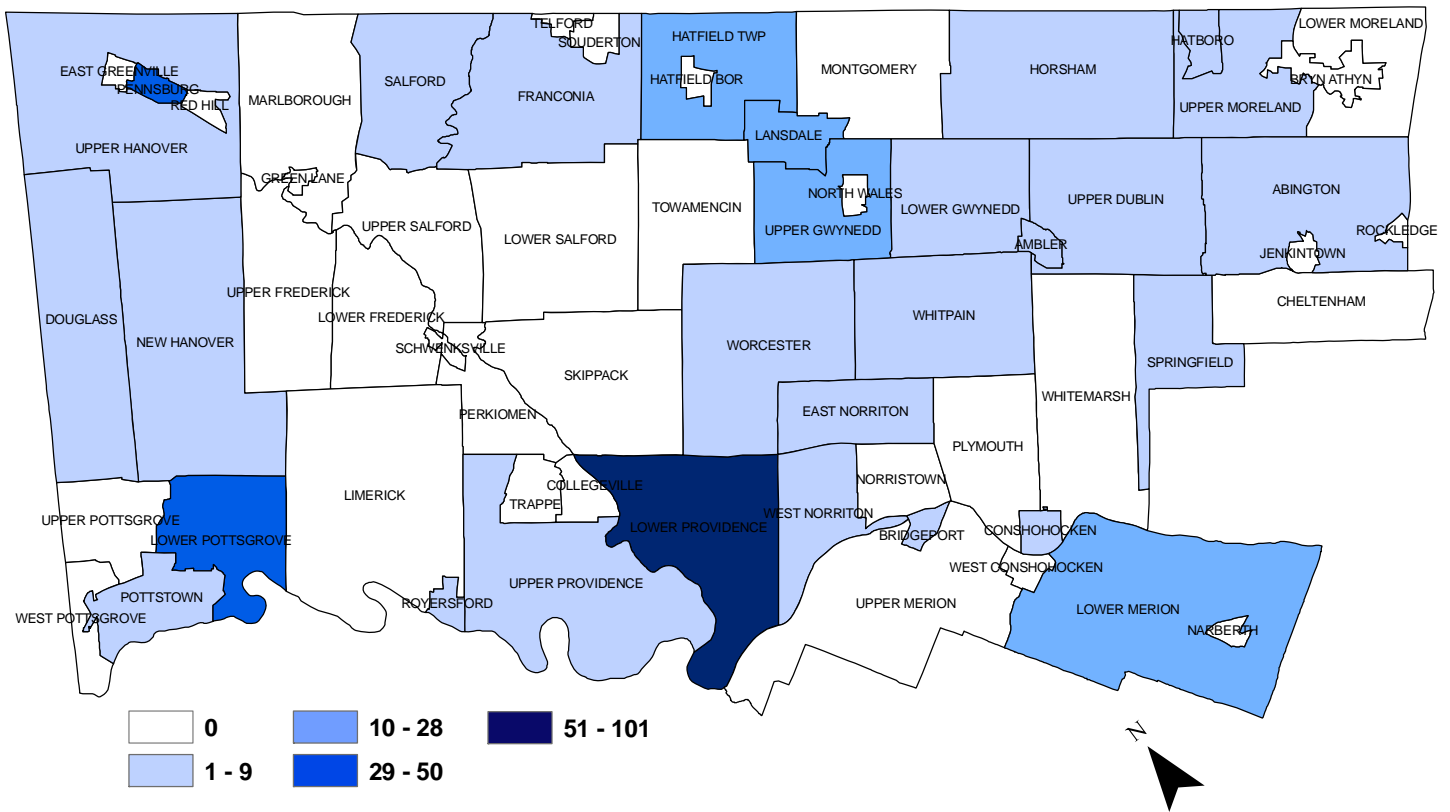 TELFORD
LOWER MORELAND
SOUDERTON
HATFIELD TWP
HATBORO
EAST GREENVILLE
SALFORD
MONTGOMERY
HORSHAM
HATFIELD BOR
BRYN ATHYN
PENNSBURG
FRANCONIA
RED HILL
MARLBOROUGH
UPPER MORELAND
LANSDALE
UPPER HANOVER
GREEN LANE
ABINGTON
NORTH WALES
UPPER DUBLIN
TOWAMENCIN
LOWER GWYNEDD
UPPER SALFORD
LOWER SALFORD
UPPER GWYNEDD
ROCKLEDGE
AMBLER
JENKINTOWN
UPPER FREDERICK
CHELTENHAM
LOWER FREDERICK
WHITPAIN
DOUGLASS
NEW HANOVER
WORCESTER
SCHWENKSVILLE
SPRINGFIELD
SKIPPACK
WHITEMARSH
PERKIOMEN
EAST NORRITON
PLYMOUTH
NORRISTOWN
COLLEGEVILLE
LIMERICK
TRAPPE
WEST NORRITON
UPPER POTTSGROVE
LOWER PROVIDENCE
CONSHOHOCKEN
BRIDGEPORT
LOWER POTTSGROVE
WEST CONSHOHOCKEN
UPPER PROVIDENCE
POTTSTOWN
ROYERSFORD
UPPER MERION
LOWER MERION
WEST POTTSGROVE
NARBERTH
0
10 - 28
51 - 101
1 - 9
29 - 50
N